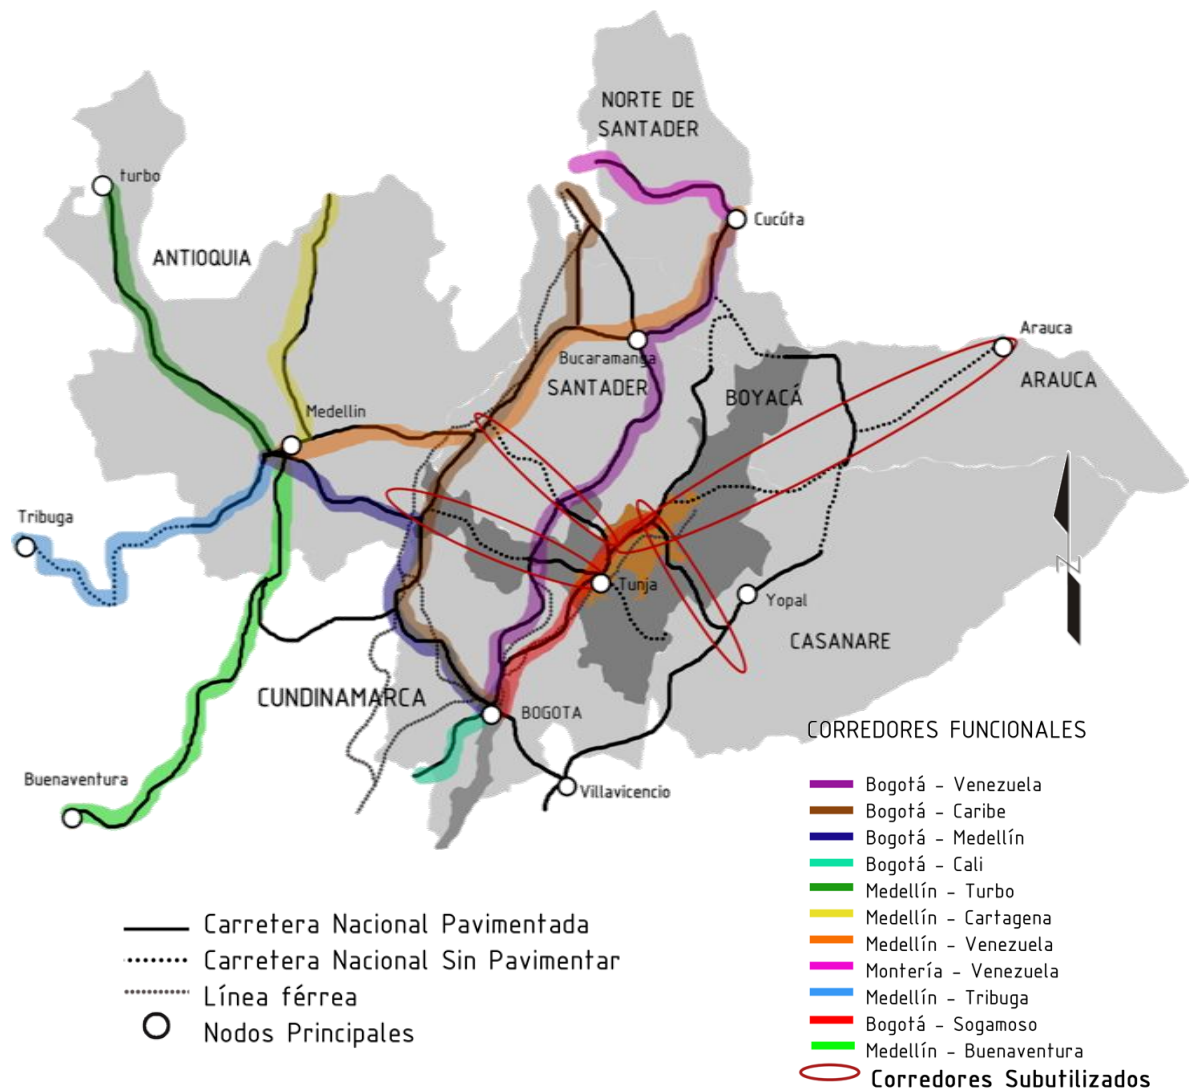 NORTE DE
SANTADER
turbo
Cucúta
ANTIOQUIA
Arauca
Bucaramanga
SANTADER
BOYACÁ
ARAUCA
Medellin
Tribuga
Tunja
Yopal
CASANARE
CUNDINAMARCA
BOGOTA
Buenaventura
Villavicencio
N
CORREDORES FUNCIONALES
Bogotá - Venezuela
Bogotá - Caribe
Bogotá - Medellín
Bogotá - Cali
Medellín - Turbo
Medellín - Cartagena
Medellín - Venezuela
Montería - Venezuela
Medellín - Tribuga
Bogotá - Sogamoso
Medellín - Buenaventura
Corredores Subutilizados
Carretera Nacional Pavimentada
Carretera Nacional Sin Pavimentar
Línea férrea
Nodos Principales